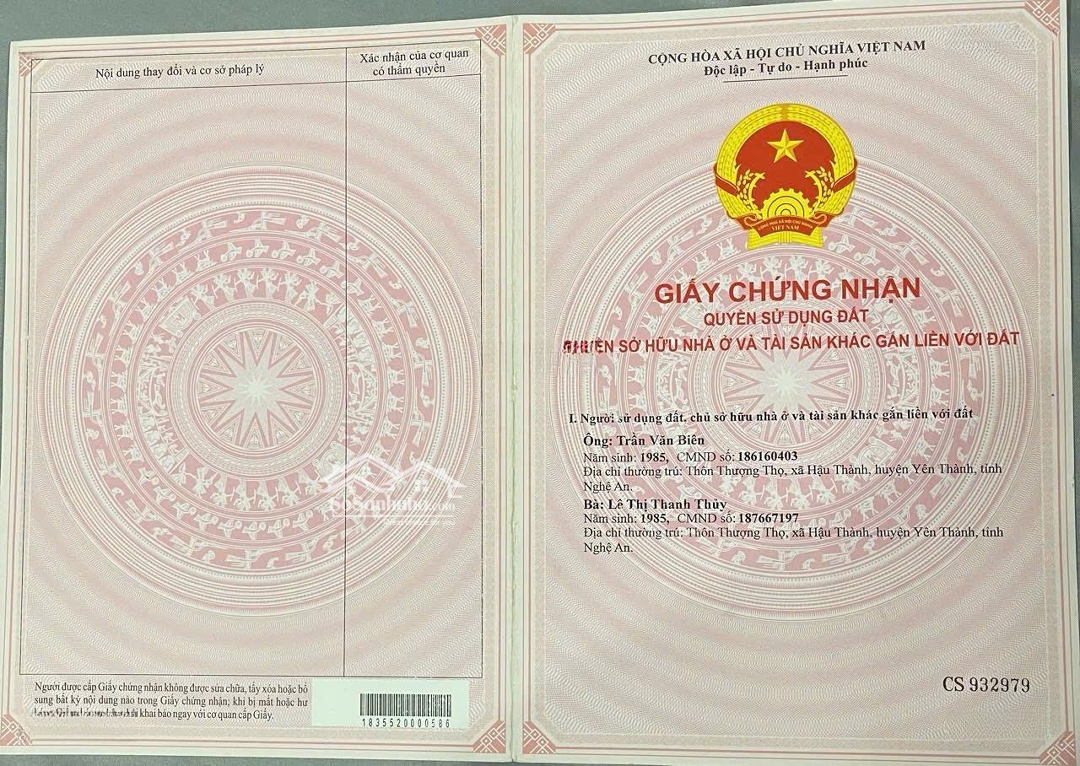 Nội dung thay đổi và cơ sở pháp lý
Xác nhận của cơ quan
có thẩm quyền
Người được cấp Giấy chứng nhận không được sửa chữa, tẩy xóa hoặc bổ
sung bất kỳ nội dung nào trong Giấy chứng nhận; khi bị mất hoặc hư
khai báo ngay với cơ quan cấp Giấy.
1835520000586
CỘNG HÒA XÃ HỘI CHỦ NGHĨA VIỆT NAM
Độc lập - Tự do - Hạnh phúc
VIỆT NAM
GIẤY CHỨNG NHẬN
QUYỀN SỬ DỤNG ĐẤT
SỞ HỮU NHÀ Ở VÀ TÀI SẢN KHÁC GẮN LIỀN VỚI ĐẤT
I. Người sử dụng đất, chủ sở hữu nhà ở và tài sản khác gắn liền với đất
Ông: Trần Văn Biên
Năm sinh: 1985, CMND số: 186160403
Địa chỉ thường trú: Thôn Thượng Thọ, xã Hậu Thành, huyện Yên Thành, tỉnh
Nghệ An.
Bà: Lê Thị Thanh Thủy
Năm sinh: 1985, CMND số: 187667197
Địa chỉ thường trú: Thôn Thượng Thọ, xã Hậu Thành, huyện Yên Thành, tỉnh
Nghệ An.
CS 932979